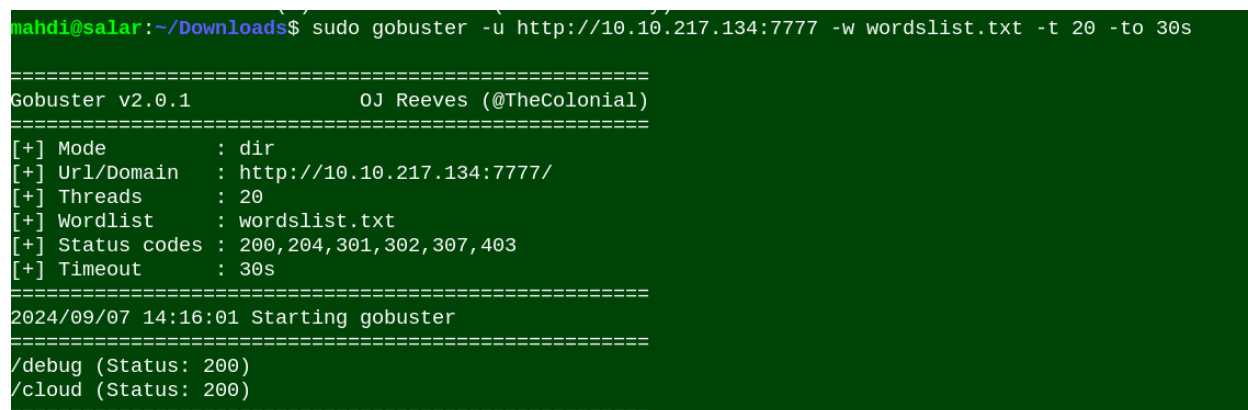 mahdi@salar:~/Downloads$ sudo gobuster -u http://10.10.217.134:7777 -w wordslist.txt -t 20 -to 30s
=====================================================
Gobuster v2.0.1              OJ Reeves (@TheColonial)
=====================================================
[+] Mode         : dir
[+] Url/Domain   : http://10.10.217.134:7777/
[+] Threads      : 20
[+] Wordlist     : wordslist.txt
[+] Status codes : 200,204,301,302,307,403
[+] Timeout      : 30s
=====================================================
2024/09/07 14:16:01 Starting gobuster
=====================================================
/debug (Status: 200)
/cloud (Status: 200)